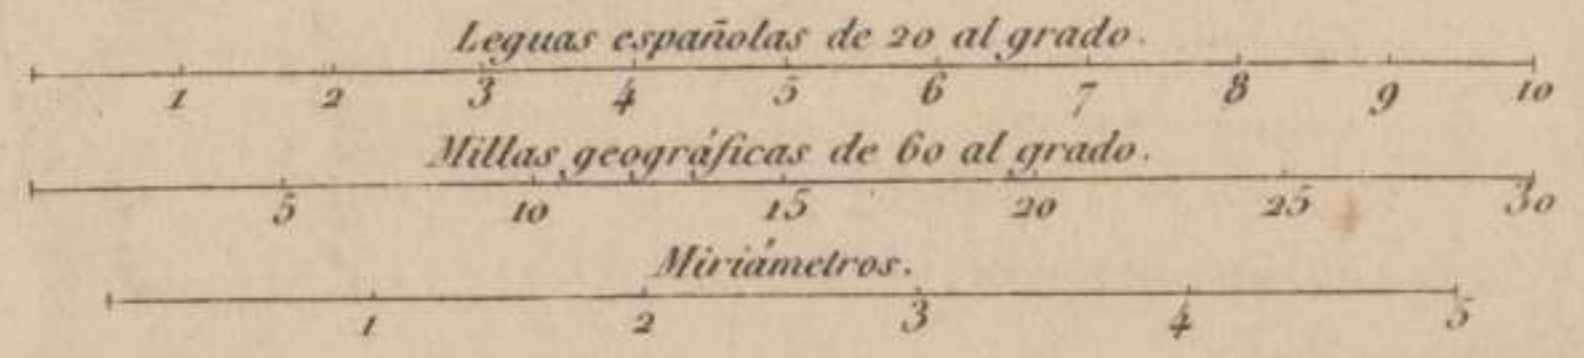 Leguas españolas de 20 al grado.
1 2 3 4 5 6 7 8 9 10
Millas geográficas de 60 al grado.
5 10 15 20 25 30
Miriámetros.
1 2 3 4 5